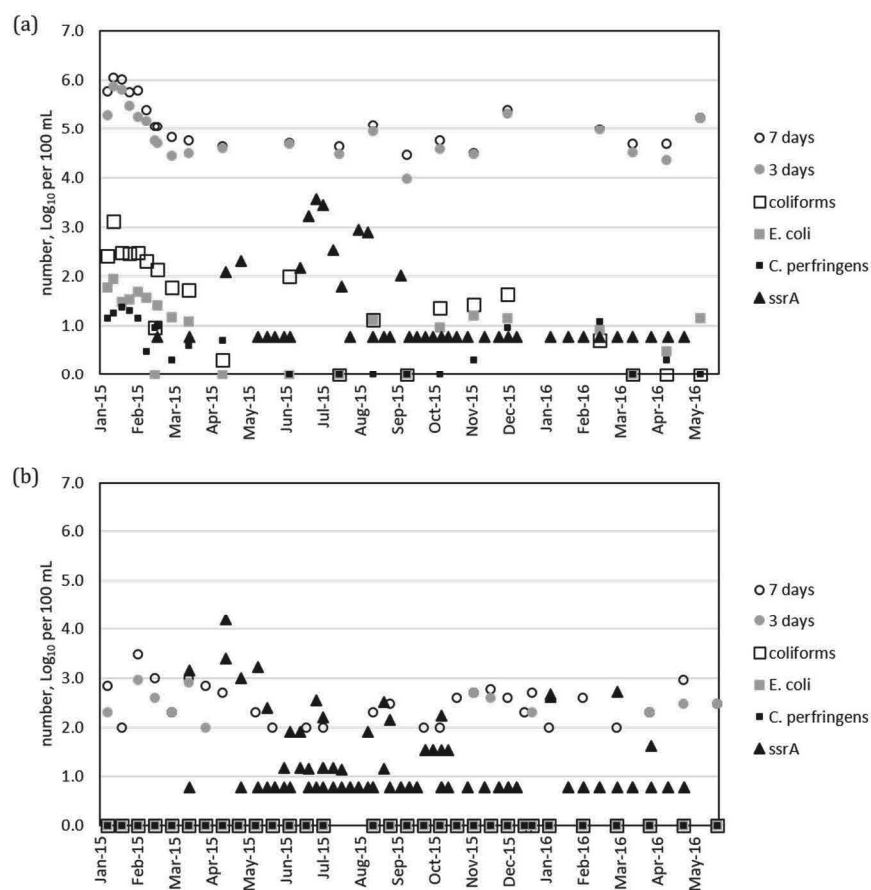 (a)
number, Log10 per 100 mL
7.0
6.0
5.0
4.0
3.0
2.0
1.0
0.0
Jan-15
Feb-15
Mar-15
Apr-15
May-15
Jun-15
Jul-15
Aug-15
Sep-15
Oct-15
Nov-15
Dec-15
Jan-16
Feb-16
Mar-16
Apr-16
May-16
7 days
3 days
coliforms
E. coli
C. perfringens
ssrA
(b)
number, Log10 per 100 mL
7.0
6.0
5.0
4.0
3.0
2.0
1.0
0.0
Jan-15
Feb-15
Mar-15
Apr-15
May-15
Jun-15
Jul-15
Aug-15
Sep-15
Oct-15
Nov-15
Dec-15
Jan-16
Feb-16
Mar-16
Apr-16
May-16
7 days
3 days
coliforms
E. coli
C. perfringens
ssrA